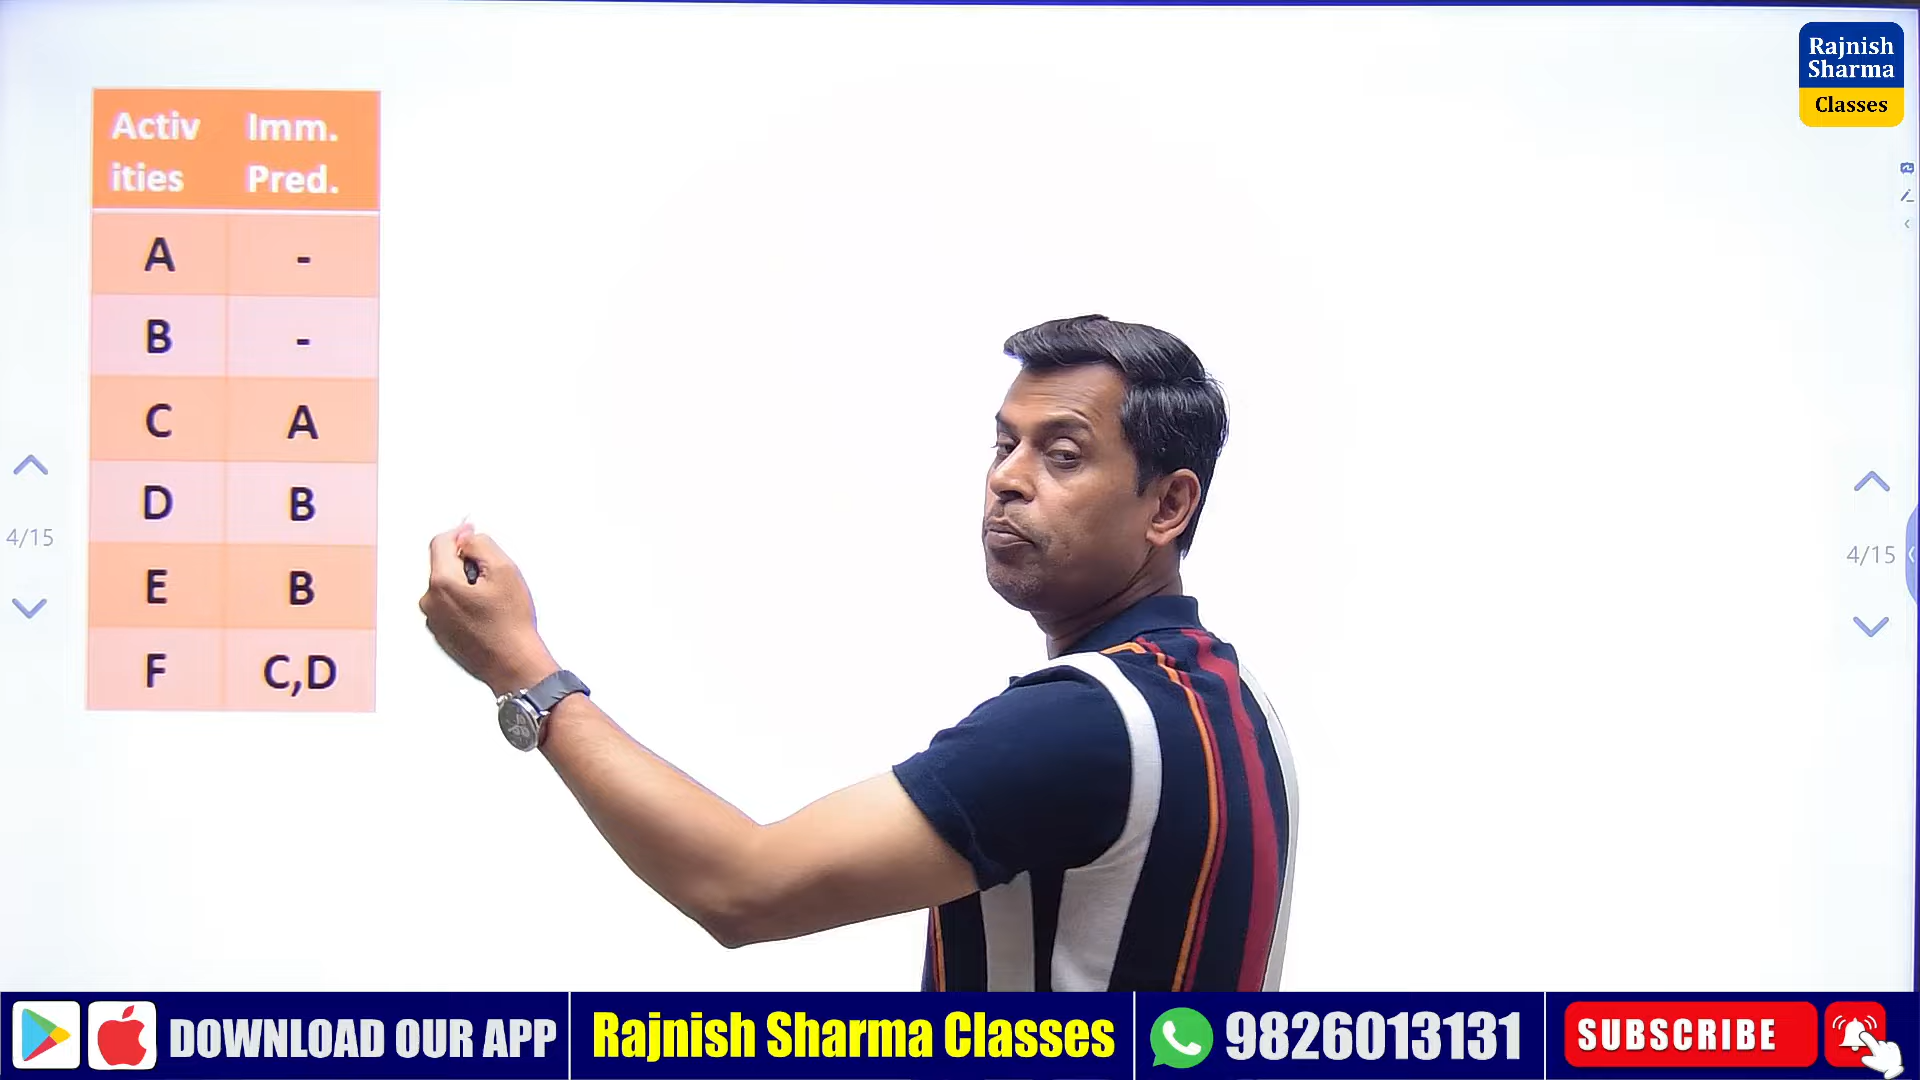 Rajnish
Sharma
Classes
Activ Imm.
ities Pred.
A -
B -
C A
D B
E B
F C,D
4/15
4/15
DOWNLOAD OUR APP
Rajnish Sharma Classes
9826013131
SUBSCRIBE